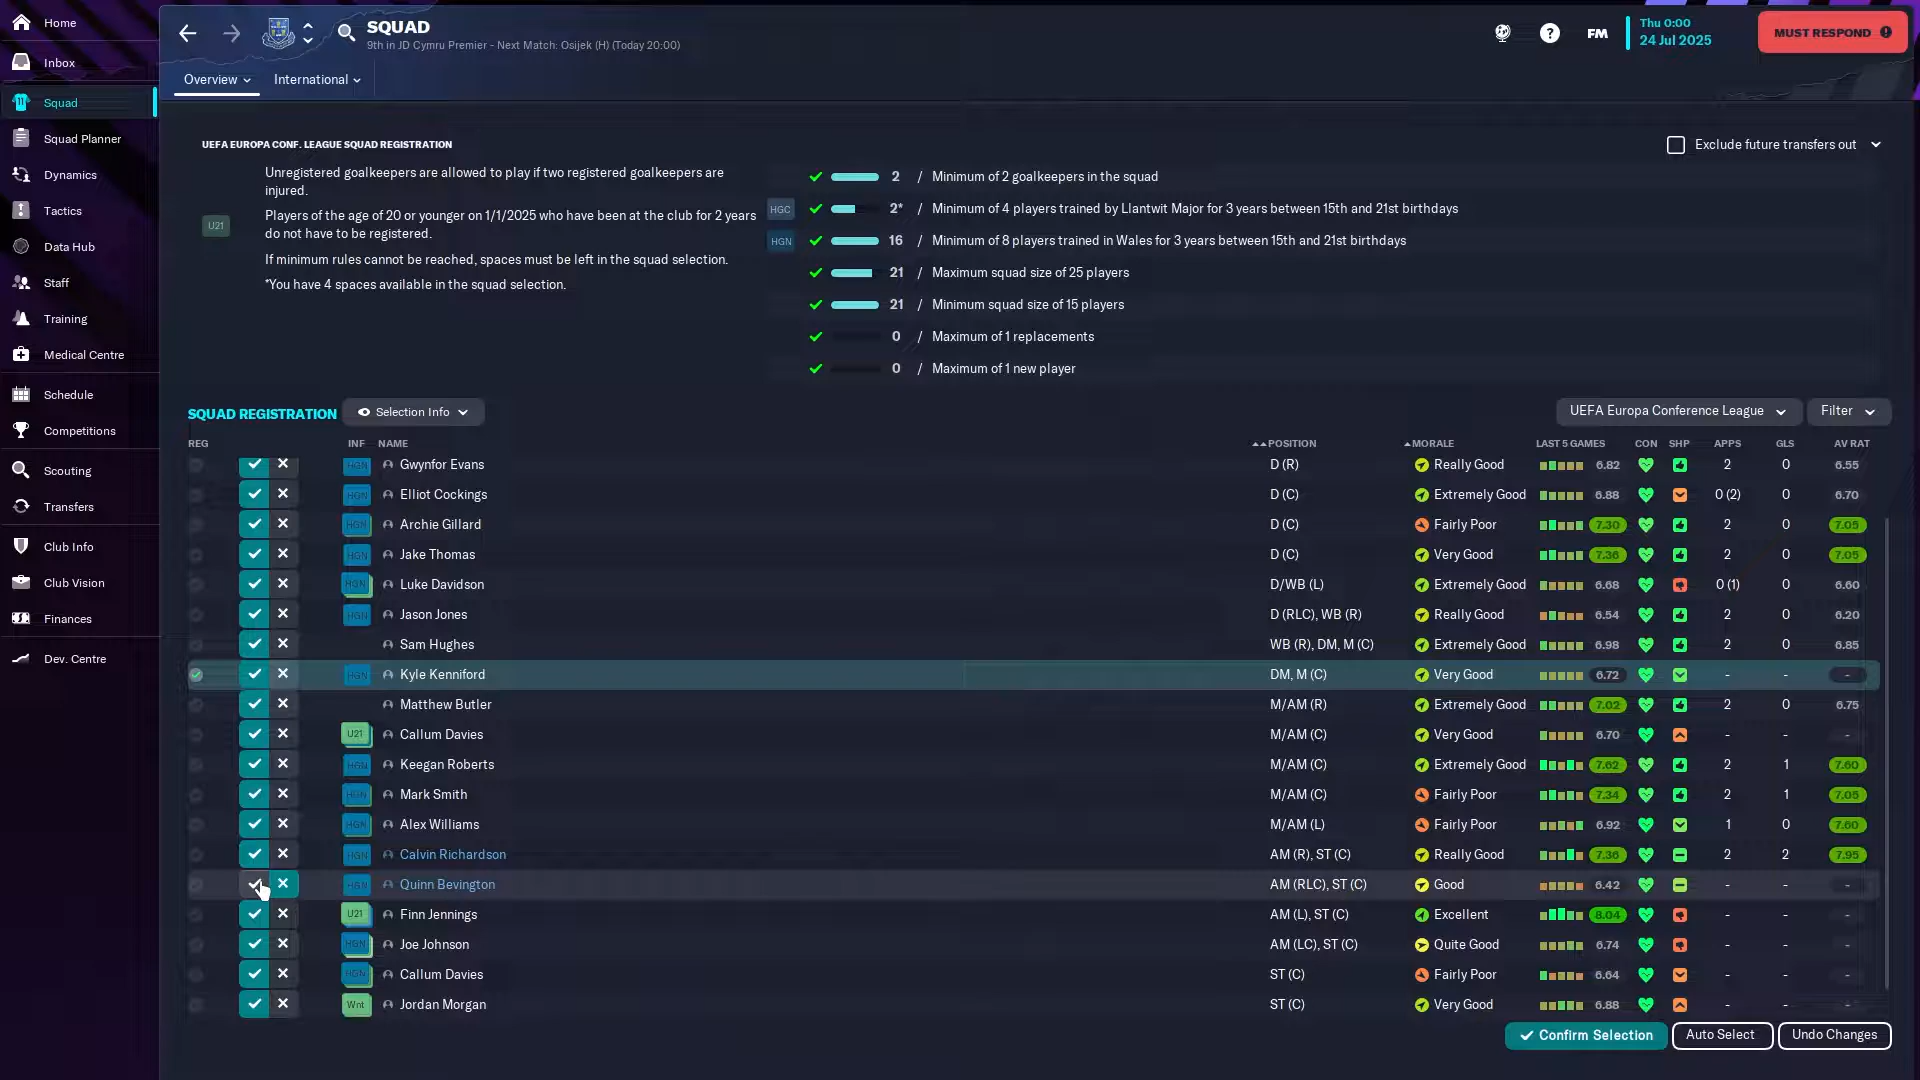 Home
SQUAD
9th in JD Cymru Premier - Next Match: Osijek (H) (Today 20:00)
FM
Thu 0:00
24 Jul 2025
MUST RESPOND
Inbox
Overview
International
Squad
Squad Planner
Dynamics
Tactics
Data Hub
Staff
Training
Medical Centre
Schedule
Competitions
Scouting
Transfers
Club Info
Club Vision
Finances
Dev. Centre
UEFA EUROPA CONF. LEAGUE SQUAD REGISTRATION
Exclude future transfers out
Unregistered goalkeepers are allowed to play if two registered goalkeepers are
injured.
U21
Players of the age of 20 or younger on 1/1/2025 who have been at the club for 2 years
do not have to be registered.
If minimum rules cannot be reached, spaces must be left in the squad selection.
*You have 4 spaces available in the squad selection.
2 / Minimum of 2 goalkeepers in the squad
HGC 2* / Minimum of 4 players trained by Llantwit Major for 3 years between 15th and 21st birthdays
HGN 16 / Minimum of 8 players trained in Wales for 3 years between 15th and 21st birthdays
21 / Maximum squad size of 25 players
21 / Minimum squad size of 15 players
0 / Maximum of 1 replacements
0 / Maximum of 1 new player
SQUAD REGISTRATION
Selection Info
UEFA Europa Conference League
Filter
REG INF NAME POSITION MORALE LAST 5 GAMES CON SHP APPS GLS AV RAT
HGN Gwynfor Evans D (R) Really Good 6.82 2 0 6.55
HGN Elliot Cockings D (C) Extremely Good 6.88 0 (2) 0 6.70
HGN Archie Gillard D (C) Fairly Poor 7.30 2 0 7.05
HGN Jake Thomas D (C) Very Good 7.36 2 0 7.05
HGN Luke Davidson D/WB (L) Extremely Good 6.68 0 (1) 0 6.60
HGN Jason Jones D (RLC), WB (R) Really Good 6.54 2 0 6.20
Sam Hughes WB (R), DM, M (C) Extremely Good 6.98 2 0 6.85
HGN Kyle Kenniford DM, M (C) Very Good 6.72 - - -
Matthew Butler M/AM (R) Extremely Good 7.02 2 0 6.75
U21 Callum Davies M/AM (C) Very Good 6.70 - - -
HGN Keegan Roberts M/AM (C) Extremely Good 7.62 2 1 7.60
HGN Mark Smith M/AM (C) Fairly Poor 7.34 2 1 7.05
HGN Alex Williams M/AM (L) Fairly Poor 6.92 1 0 7.60
HGN Calvin Richardson AM (R), ST (C) Really Good 7.36 2 2 7.95
HGN Quinn Bevington AM (RLC), ST (C) Good 6.42 - - -
U21 Finn Jennings AM (L), ST (C) Excellent 8.04 - - -
HGN Joe Johnson AM (LC), ST (C) Quite Good 6.74 - - -
HGN Callum Davies ST (C) Fairly Poor 6.64 - - -
Wnt Jordan Morgan ST (C) Very Good 6.88 - - -
Confirm Selection
Auto Select
Undo Changes